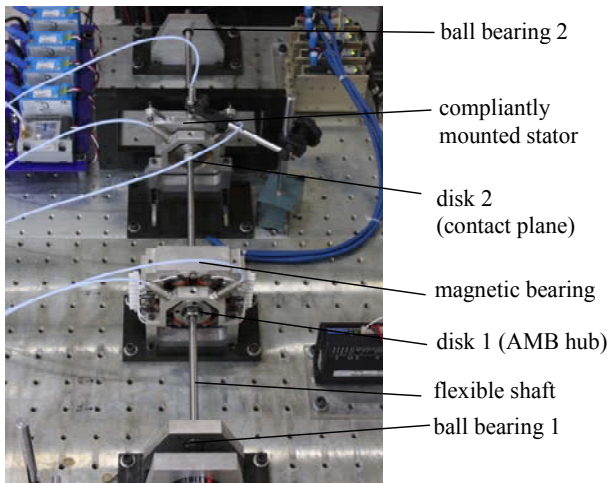 ball bearing 2
compliantly
mounted stator
disk 2
(contact plane)
magnetic bearing
disk 1 (AMB hub)
flexible shaft
ball bearing 1